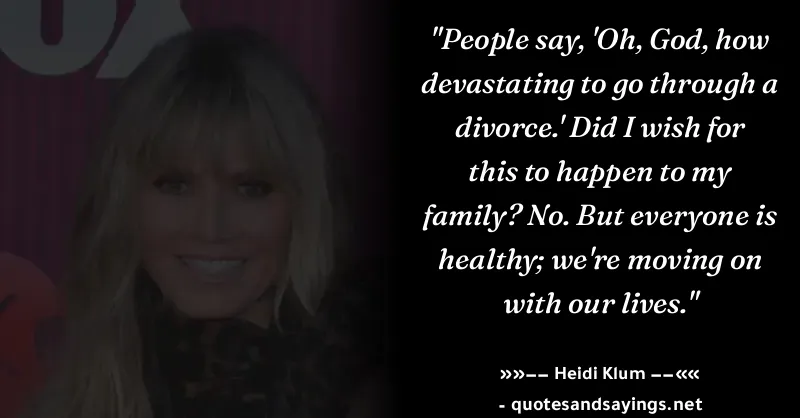 "People say, 'Oh, God, how
devastating to go through a
divorce.' Did I wish for
this to happen to my
family? No. But everyone is
healthy; we're moving on
with our lives."
»»−− Heidi Klum −−««
- quotesandsayings.net